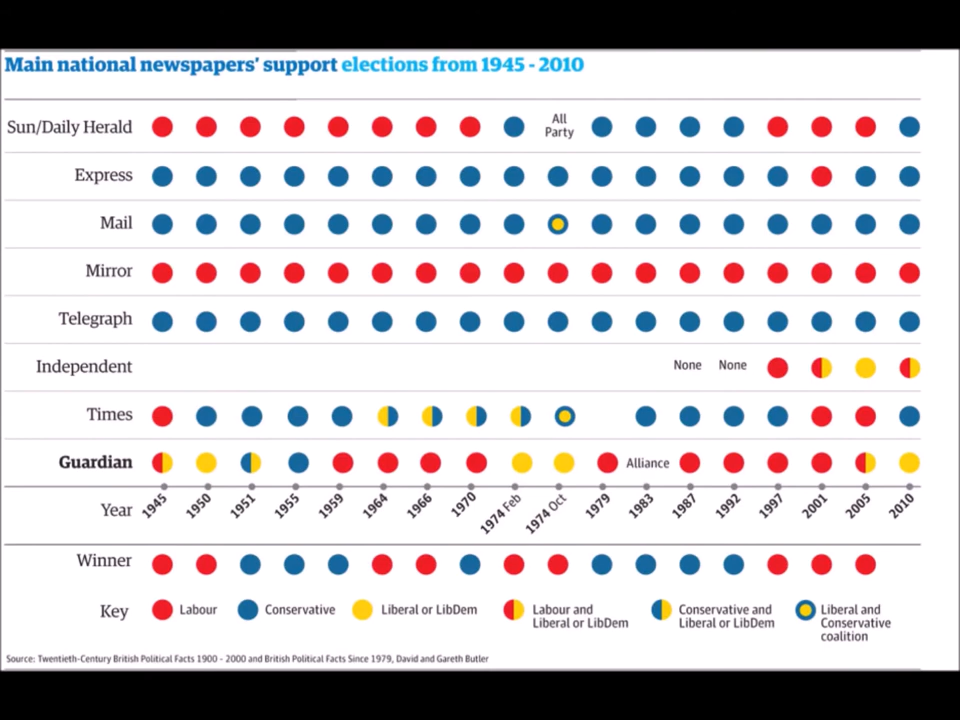 Main national newspapers' support elections from 1945 - 2010
Sun/Daily Herald
All
Party
Express
Mail
Mirror
Telegraph
Independent
None None
Times
Guardian
Alliance
Year
1945 1950 1951 1955 1959 1964 1966 1970 1974 Feb 1974 Oct 1979 1983 1987 1992 1997 2001 2005 2010
Winner
Key
Labour
Conservative
Liberal or LibDem
Labour and
Liberal or LibDem
Conservative and
Liberal or LibDem
Liberal and
Conservative
coalition
Source: Twentieth-Century British Political Facts 1900 - 2000 and British Political Facts Since 1979, David and Gareth Butler